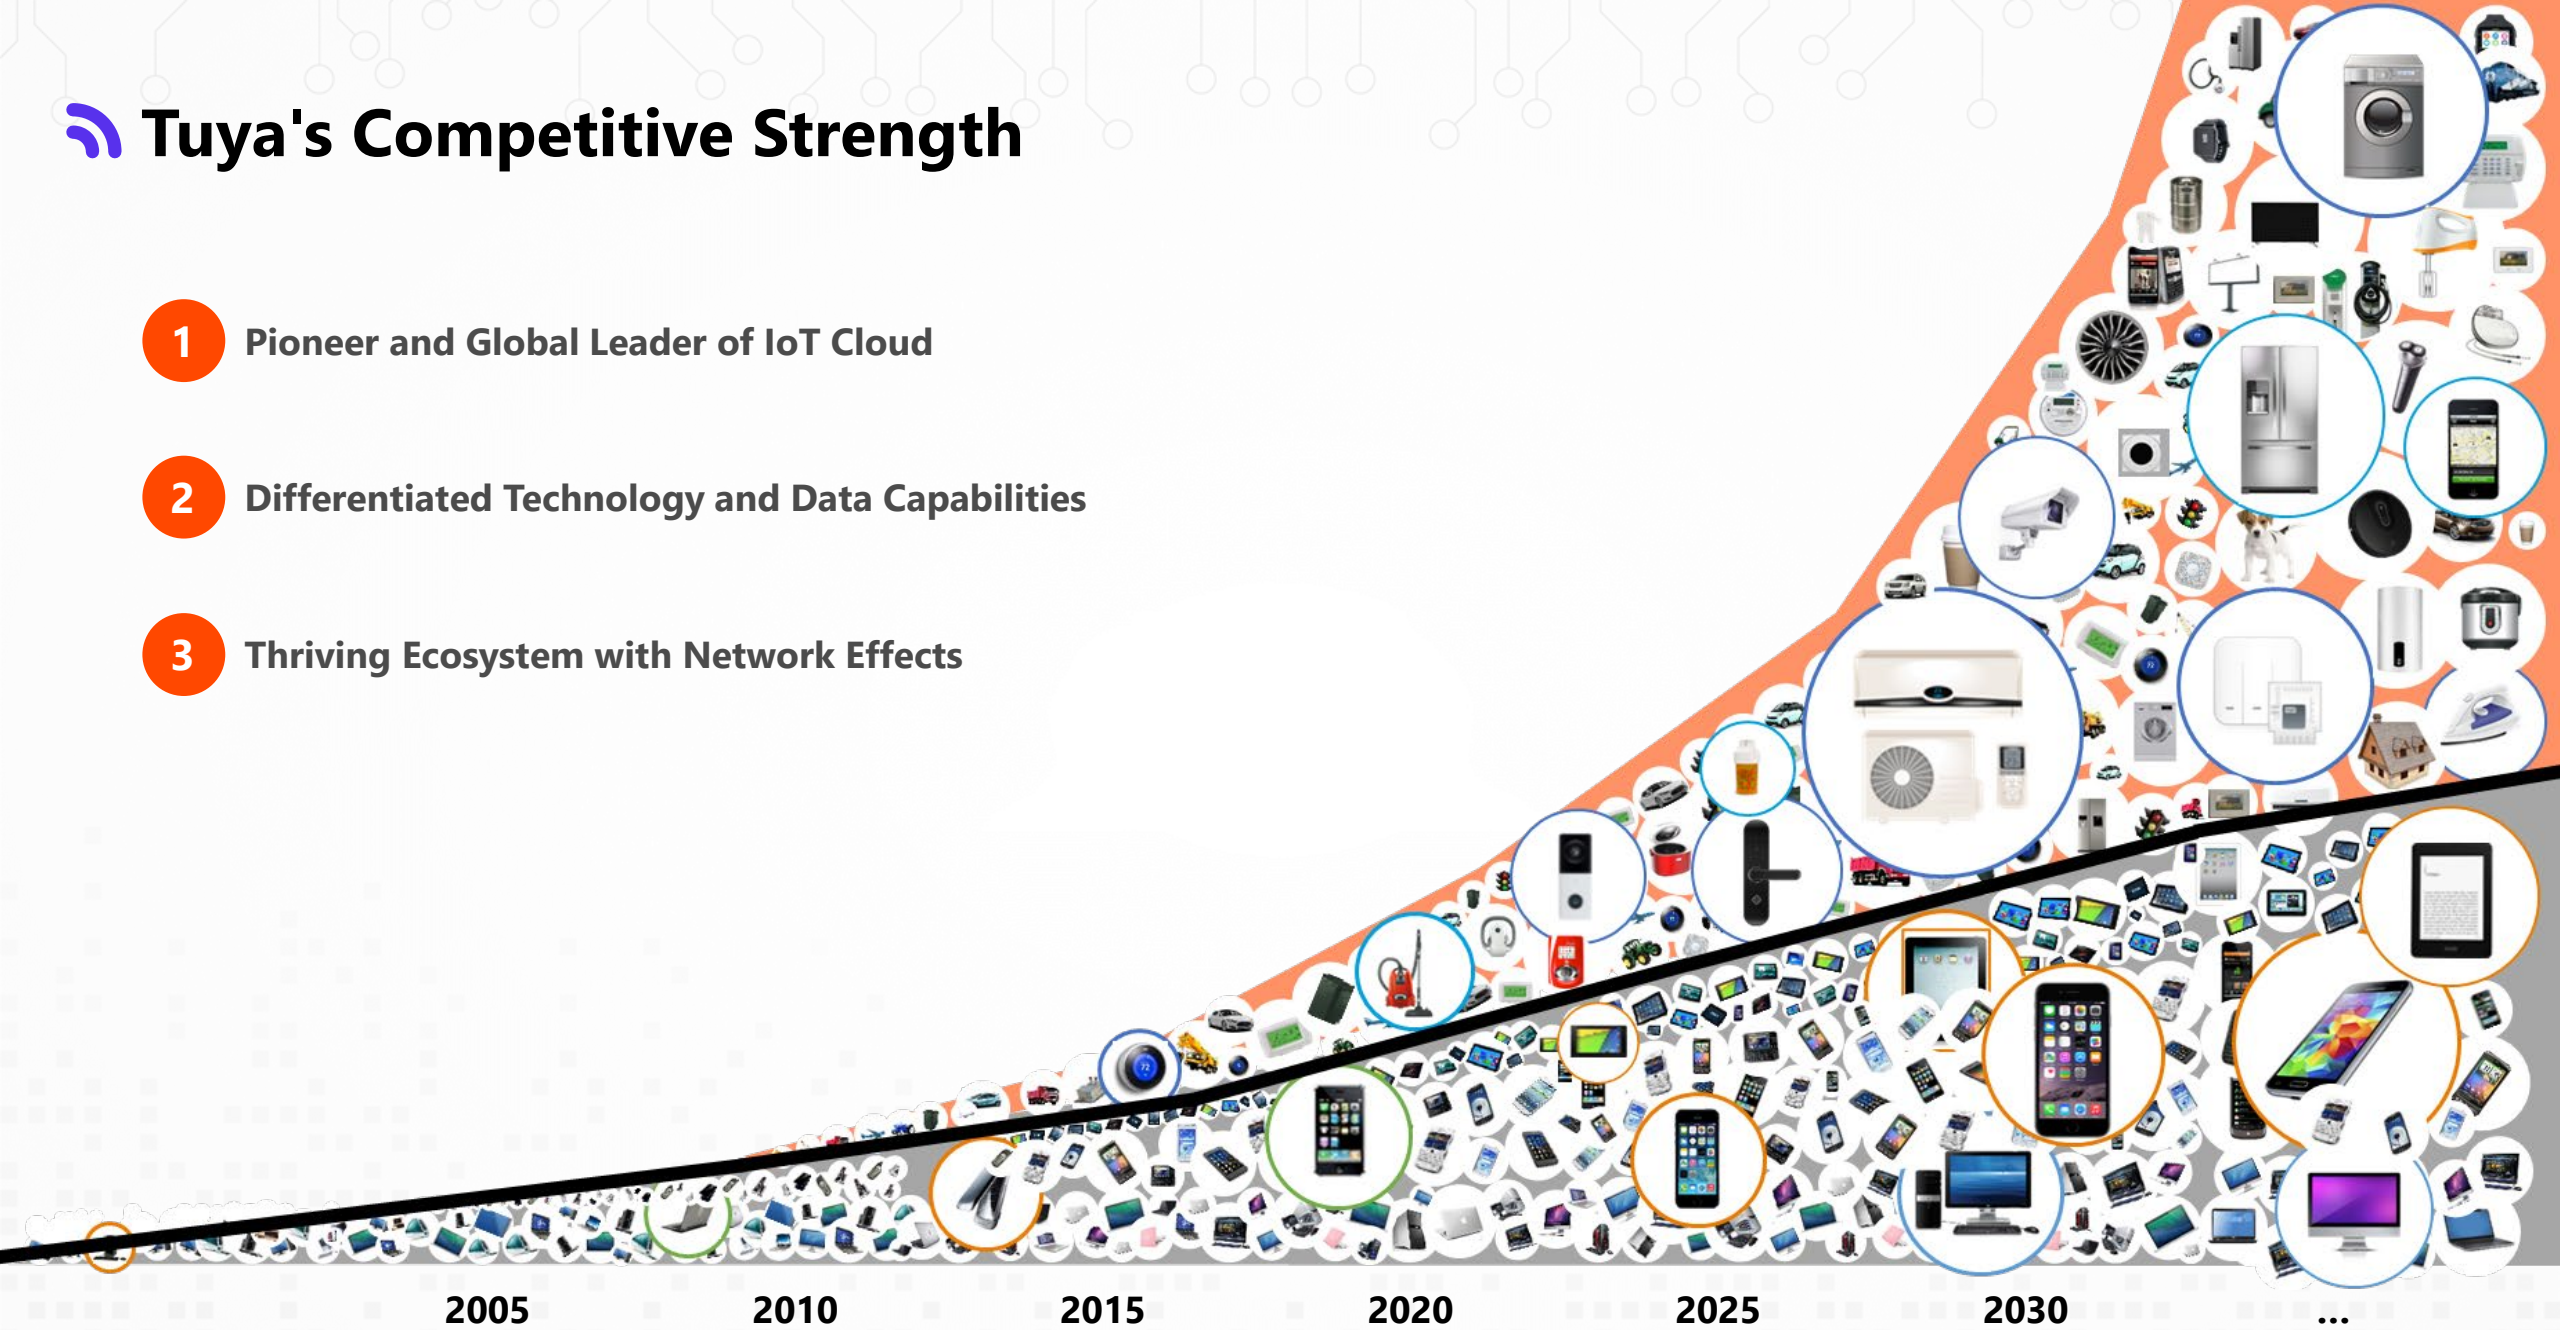 Tuya's Competitive Strength
1 Pioneer and Global Leader of IoT Cloud
2 Differentiated Technology and Data Capabilities
3 Thriving Ecosystem with Network Effects
72
2005 2010 2015 2020 2025 2030 ...